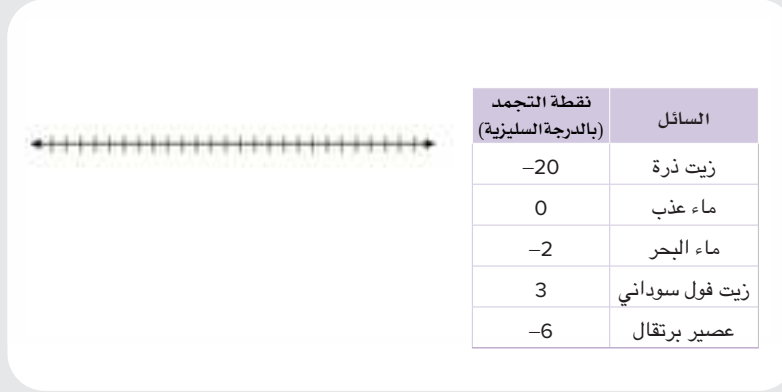 السائل	نقطة التجمد
(بالدرجة السليزية)
زيت ذرة	–20
ماء عذب	0
ماء البحر	–2
زيت فول سوداني	3
عصير برتقال	–6